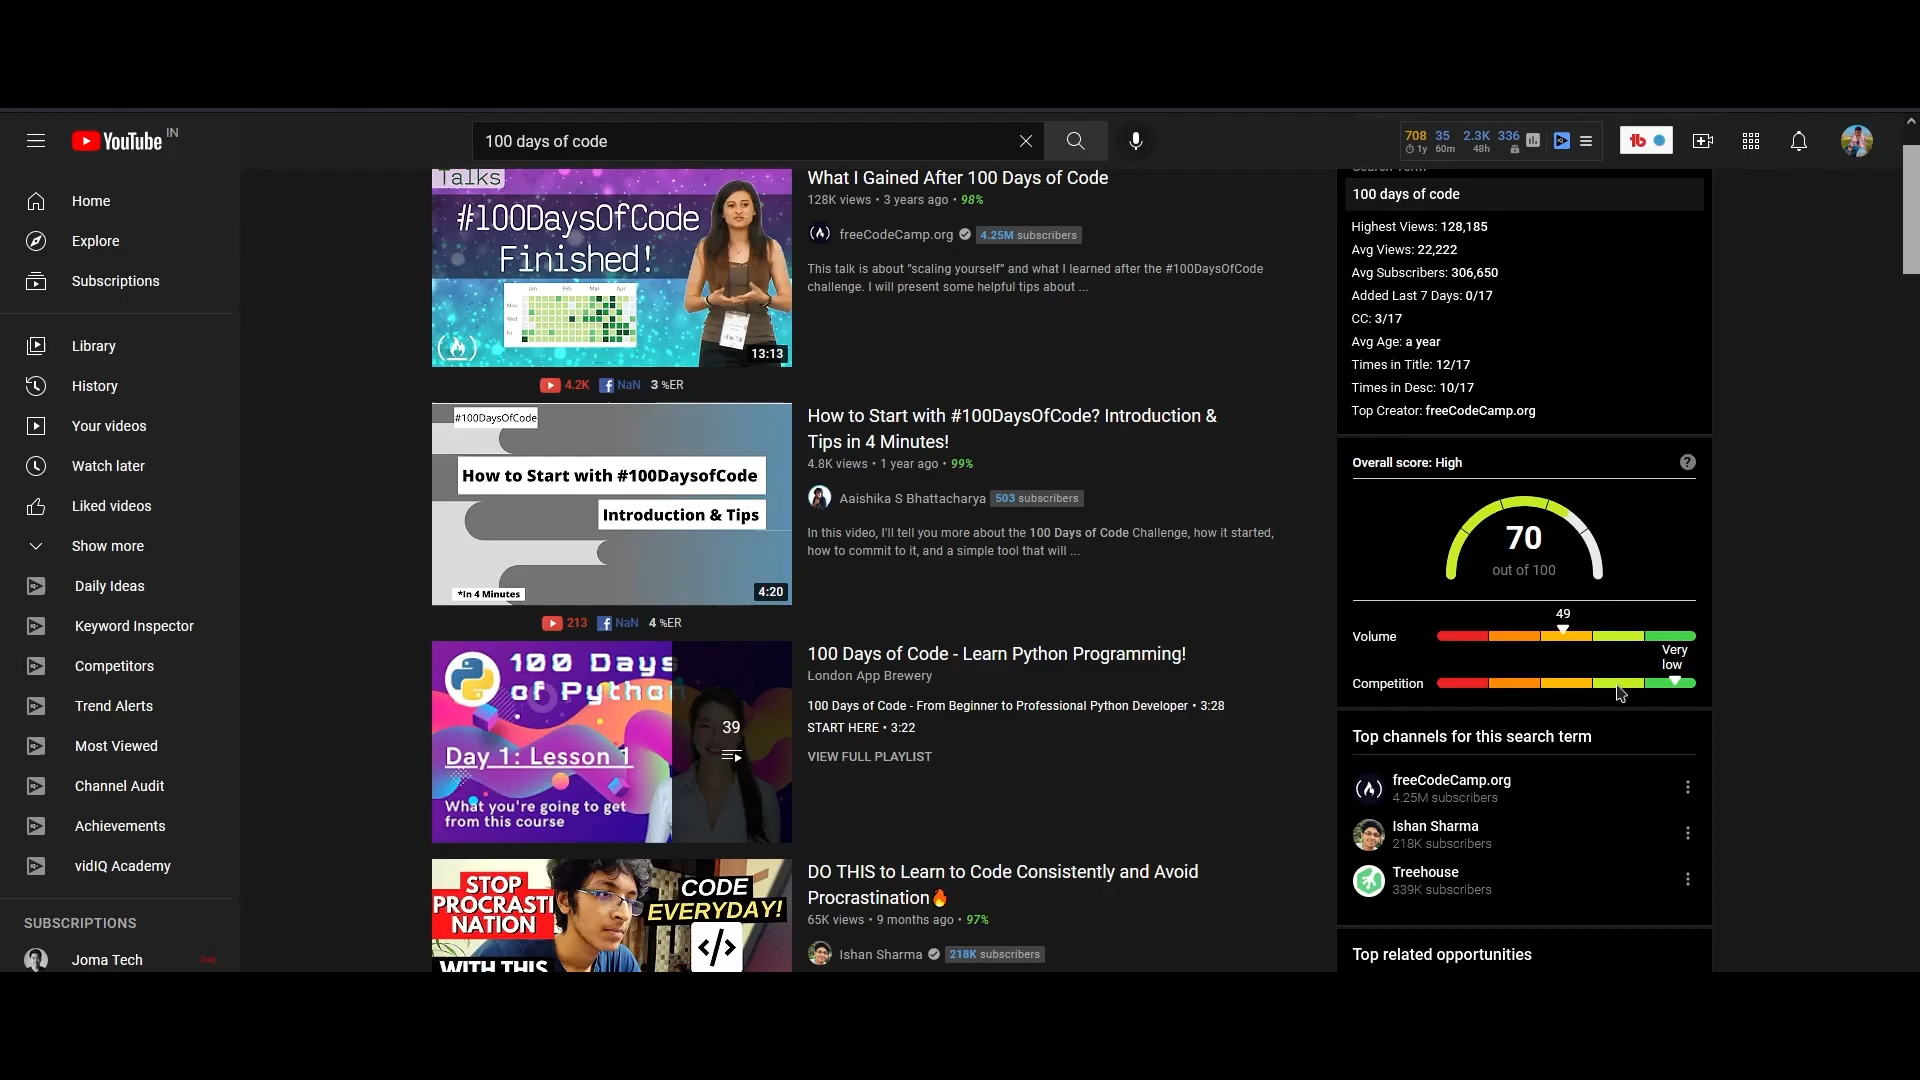 YouTube IN
100 days of code
708 35 2.3K 336
1y 60m 48h
tb
Home
Explore
Subscriptions
Library
History
Your videos
Watch later
Liked videos
Show more
Daily Ideas
Keyword Inspector
Competitors
Trend Alerts
Most Viewed
Channel Audit
Achievements
vidIQ Academy
SUBSCRIPTIONS
Joma Tech
Talks
#100DaysOfCode
Finished!
Jan Feb Mar Apr
Mon
Wed
Fri
13:13
What I Gained After 100 Days of Code
128K views • 3 years ago • 98%
freeCodeCamp.org 4.25M subscribers
This talk is about “scaling yourself” and what I learned after the #100DaysOfCode
challenge. I will present some helpful tips about ...
4.2K NaN 3 %ER
#100DaysOfCode
How to Start with #100DaysofCode
Introduction & Tips
*In 4 Minutes
4:20
How to Start with #100DaysOfCode? Introduction &
Tips in 4 Minutes!
4.8K views • 1 year ago • 99%
Aaishika S Bhattacharya 503 subscribers
In this video, I'll tell you more about the 100 Days of Code Challenge, how it started,
how to commit to it, and a simple tool that will ...
213 NaN 4 %ER
100 Days
of Python
Day 1: Lesson 1
What you're going to get
from this course
39
100 Days of Code - Learn Python Programming!
London App Brewery
100 Days of Code - From Beginner to Professional Python Developer • 3:28
START HERE • 3:22
VIEW FULL PLAYLIST
STOP
PROCRASTI
NATION
WITH THIS
CODE
EVERYDAY!
</>
DO THIS to Learn to Code Consistently and Avoid
Procrastination🔥
65K views • 9 months ago • 97%
Ishan Sharma 218K subscribers
Search Term
100 days of code
Highest Views: 128,185
Avg Views: 22,222
Avg Subscribers: 306,650
Added Last 7 Days: 0/17
CC: 3/17
Avg Age: a year
Times in Title: 12/17
Times in Desc: 10/17
Top Creator: freeCodeCamp.org
Overall score: High ?
70
out of 100
49
Volume
Very
low
Competition
Top channels for this search term
freeCodeCamp.org
4.25M subscribers
Ishan Sharma
218K subscribers
Treehouse
339K subscribers
Top related opportunities